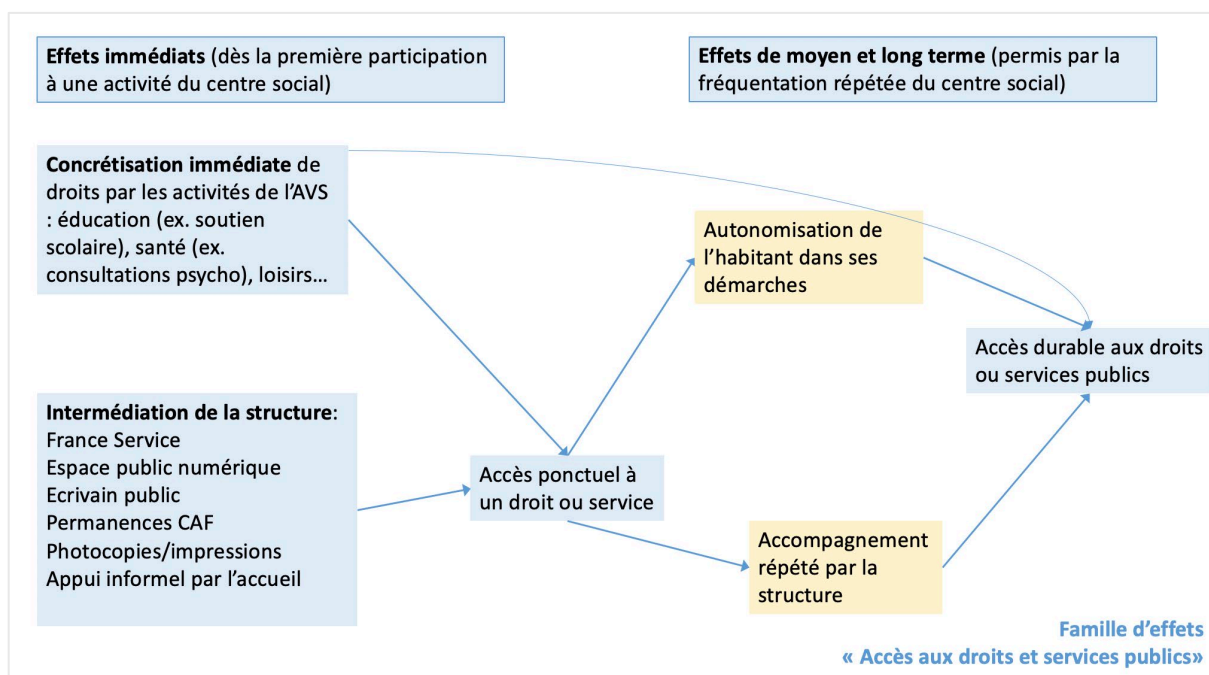 Effets immédiats (dès la première participation
à une activité du centre social)
Effets de moyen et long terme (permis par la
fréquentation répétée du centre social)
Concrétisation immédiate de
droits par les activités de l’AVS
: éducation (ex. soutien
scolaire), santé (ex.
consultations psycho), loisirs…
Autonomisation de
l’habitant dans ses
démarches
Accès durable aux droits
ou services publics
Intermédiation de la structure:
France Service
Espace public numérique
Ecrivain public
Permanences CAF
Photocopies/impressions
Appui informel par l’accueil
Accès ponctuel à
un droit ou service
Accompagnement
répété par la
structure
Famille d’effets
« Accès aux droits et services publics»